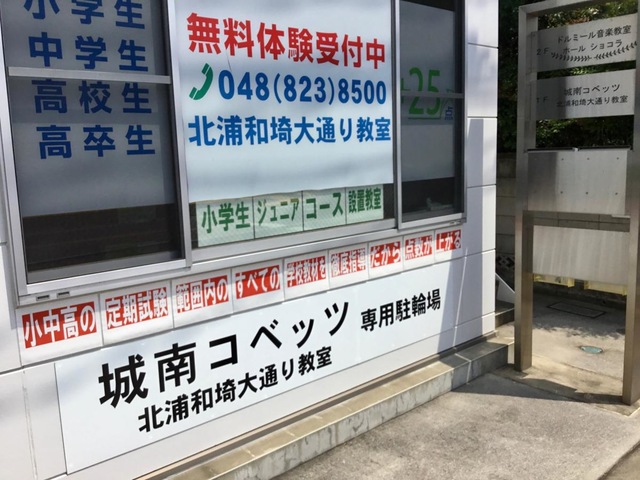 小学生
中学生
高校生
高卒生
無料体験受付中
048(823)8500
北浦和埼大通り教室
+25点
小学生 ジュニア コース 設置教室
小中高の 定期試験 範囲内の すべての 学校教材を 徹底指導 だから 点数が 上がる
城南コベッツ 専用駐輪場
北浦和埼大通り教室
ドルミール音楽教室
2F ホール ショコラ
城南コベッツ
北浦和埼大通り教室